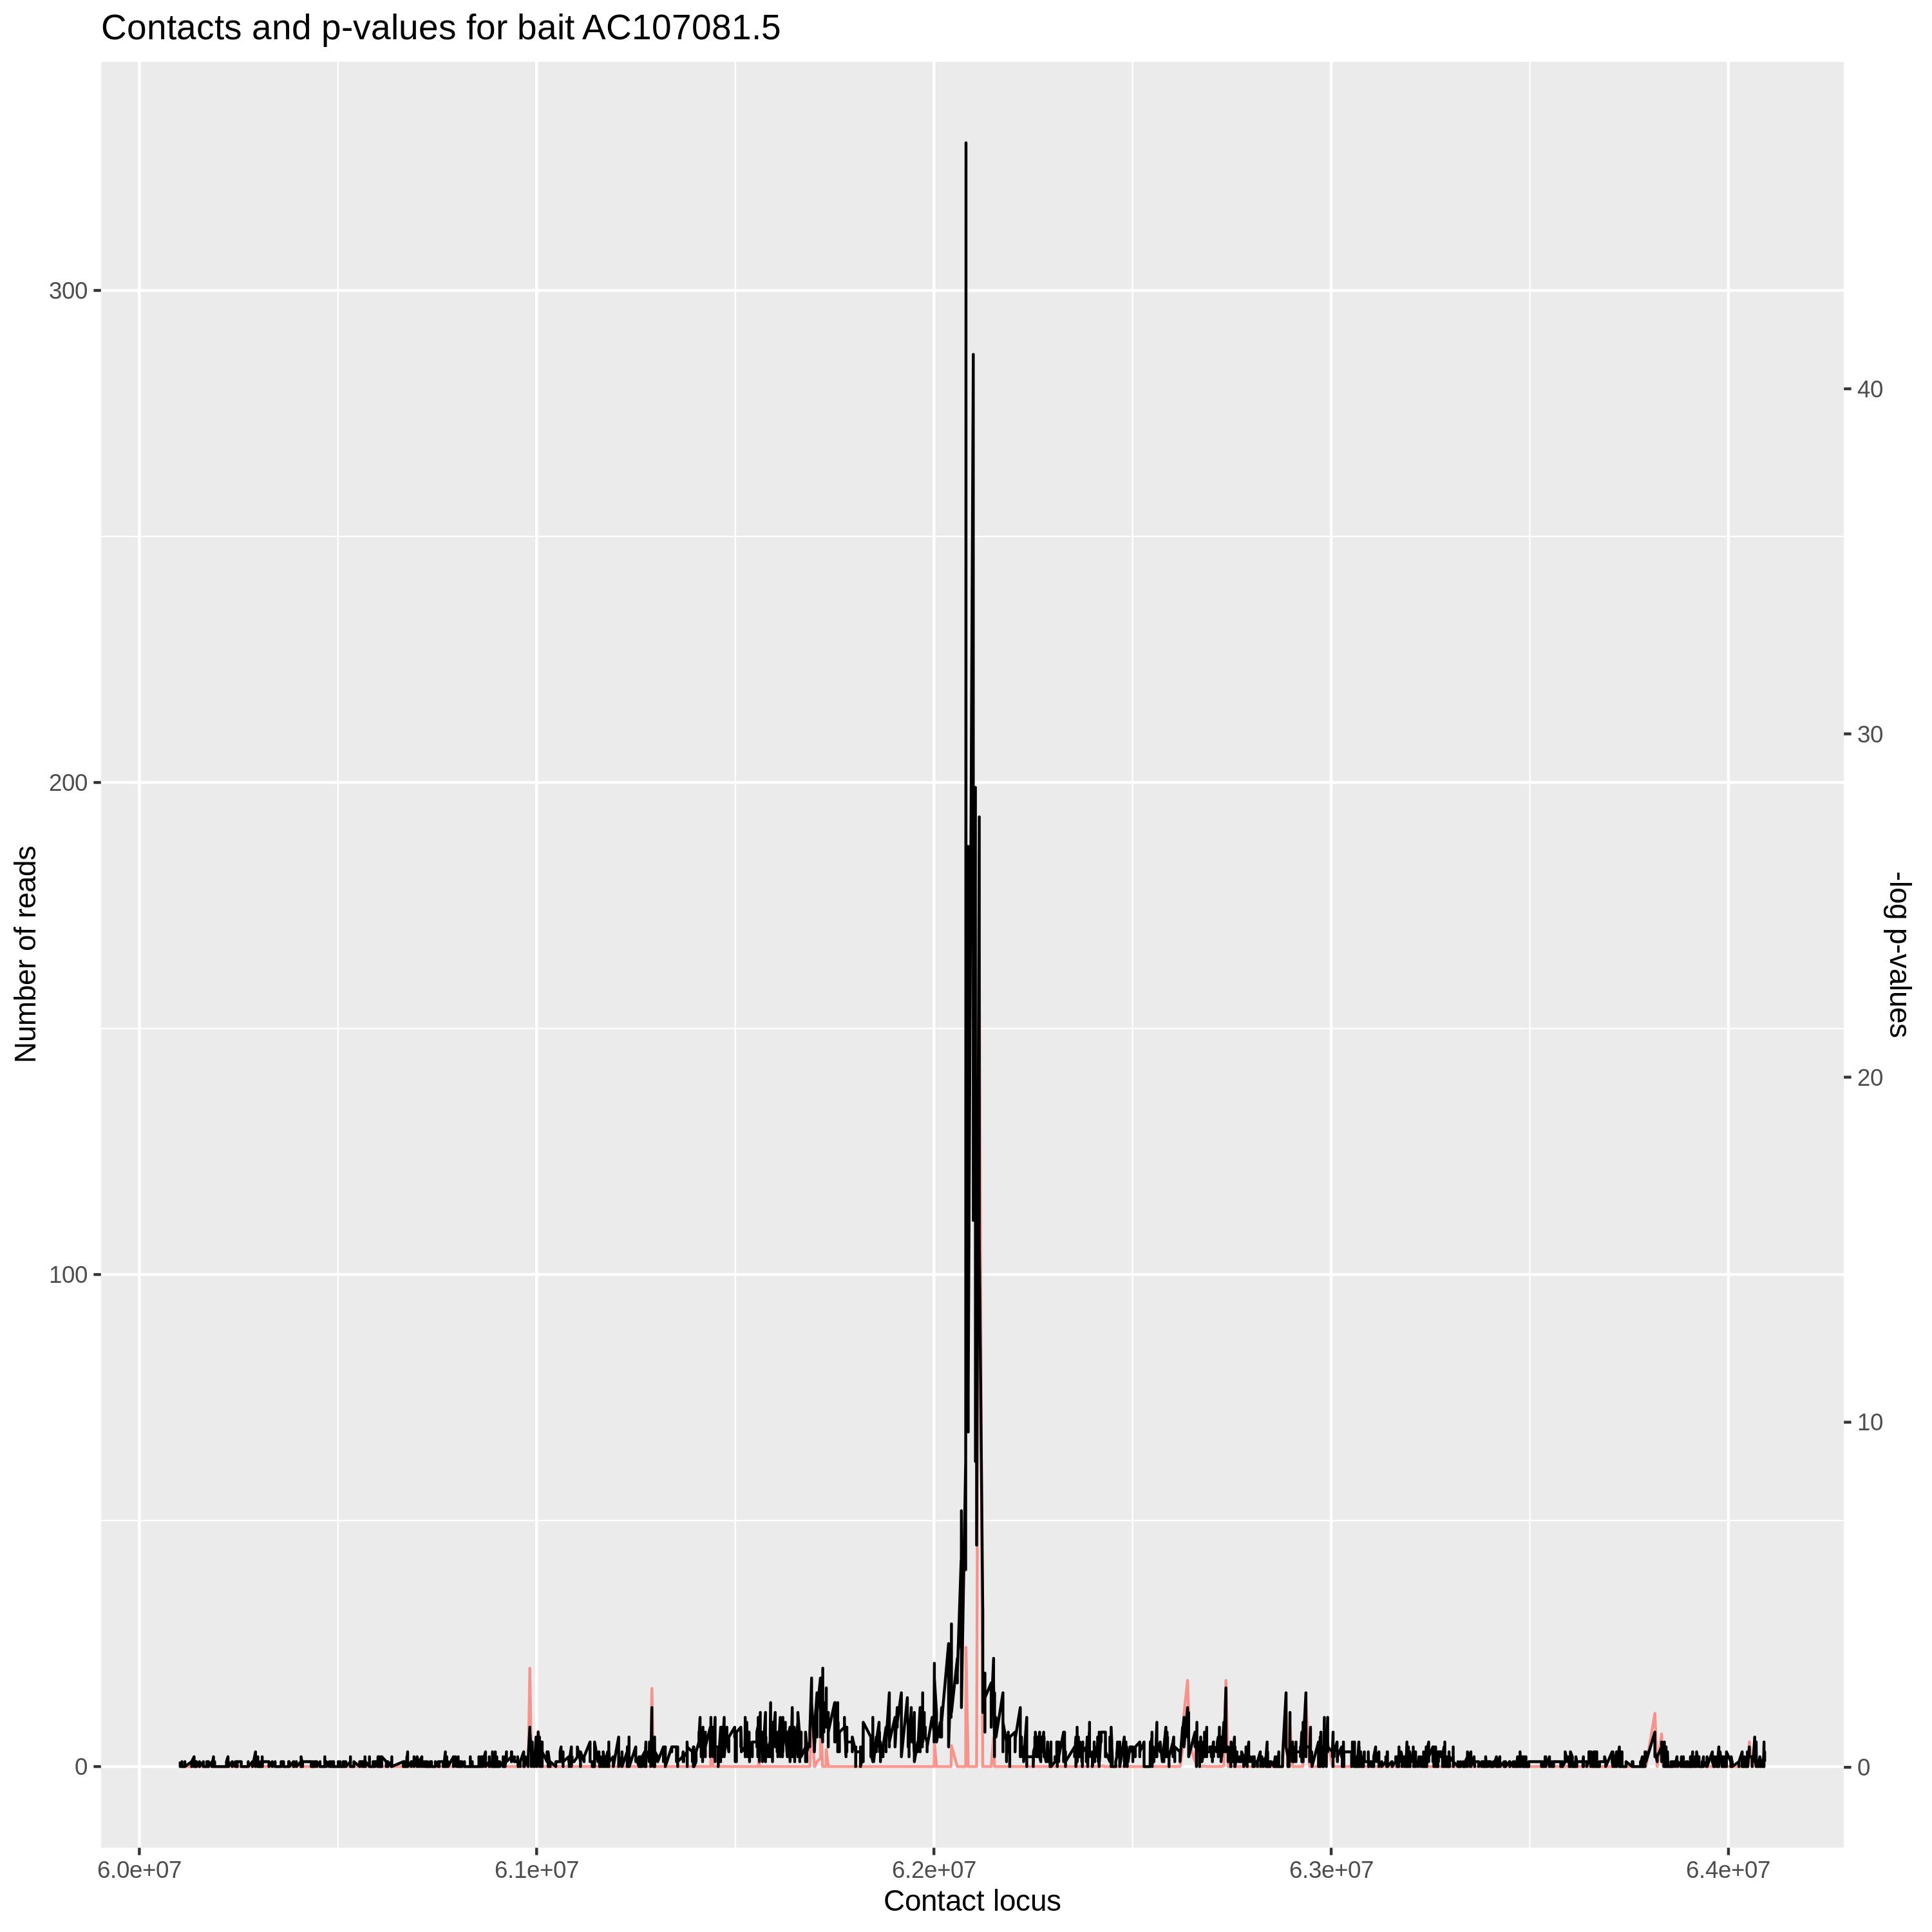 Contacts and p-values for bait AC107081.5
300
200
100
0
Number of reads
40
30
20
10
0
-log p-values
6.0e+07
6.1e+07
6.2e+07
6.3e+07
6.4e+07
Contact locus